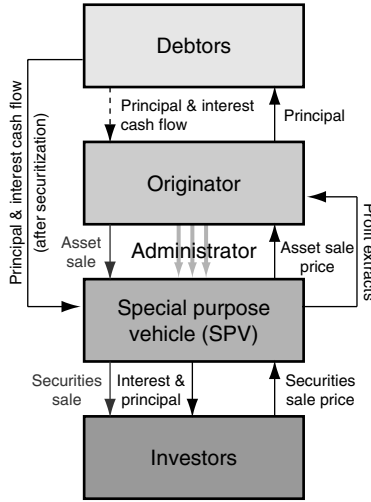 Debtors
Principal & interest cash flow
(after securitization)
Principal & interest
cash flow
Principal
Originator
Asset
sale
Administrator
Asset sale
price
Profit extracts
Special purpose
vehicle (SPV)
Securities
sale
Interest &
principal
Securities
sale price
Investors